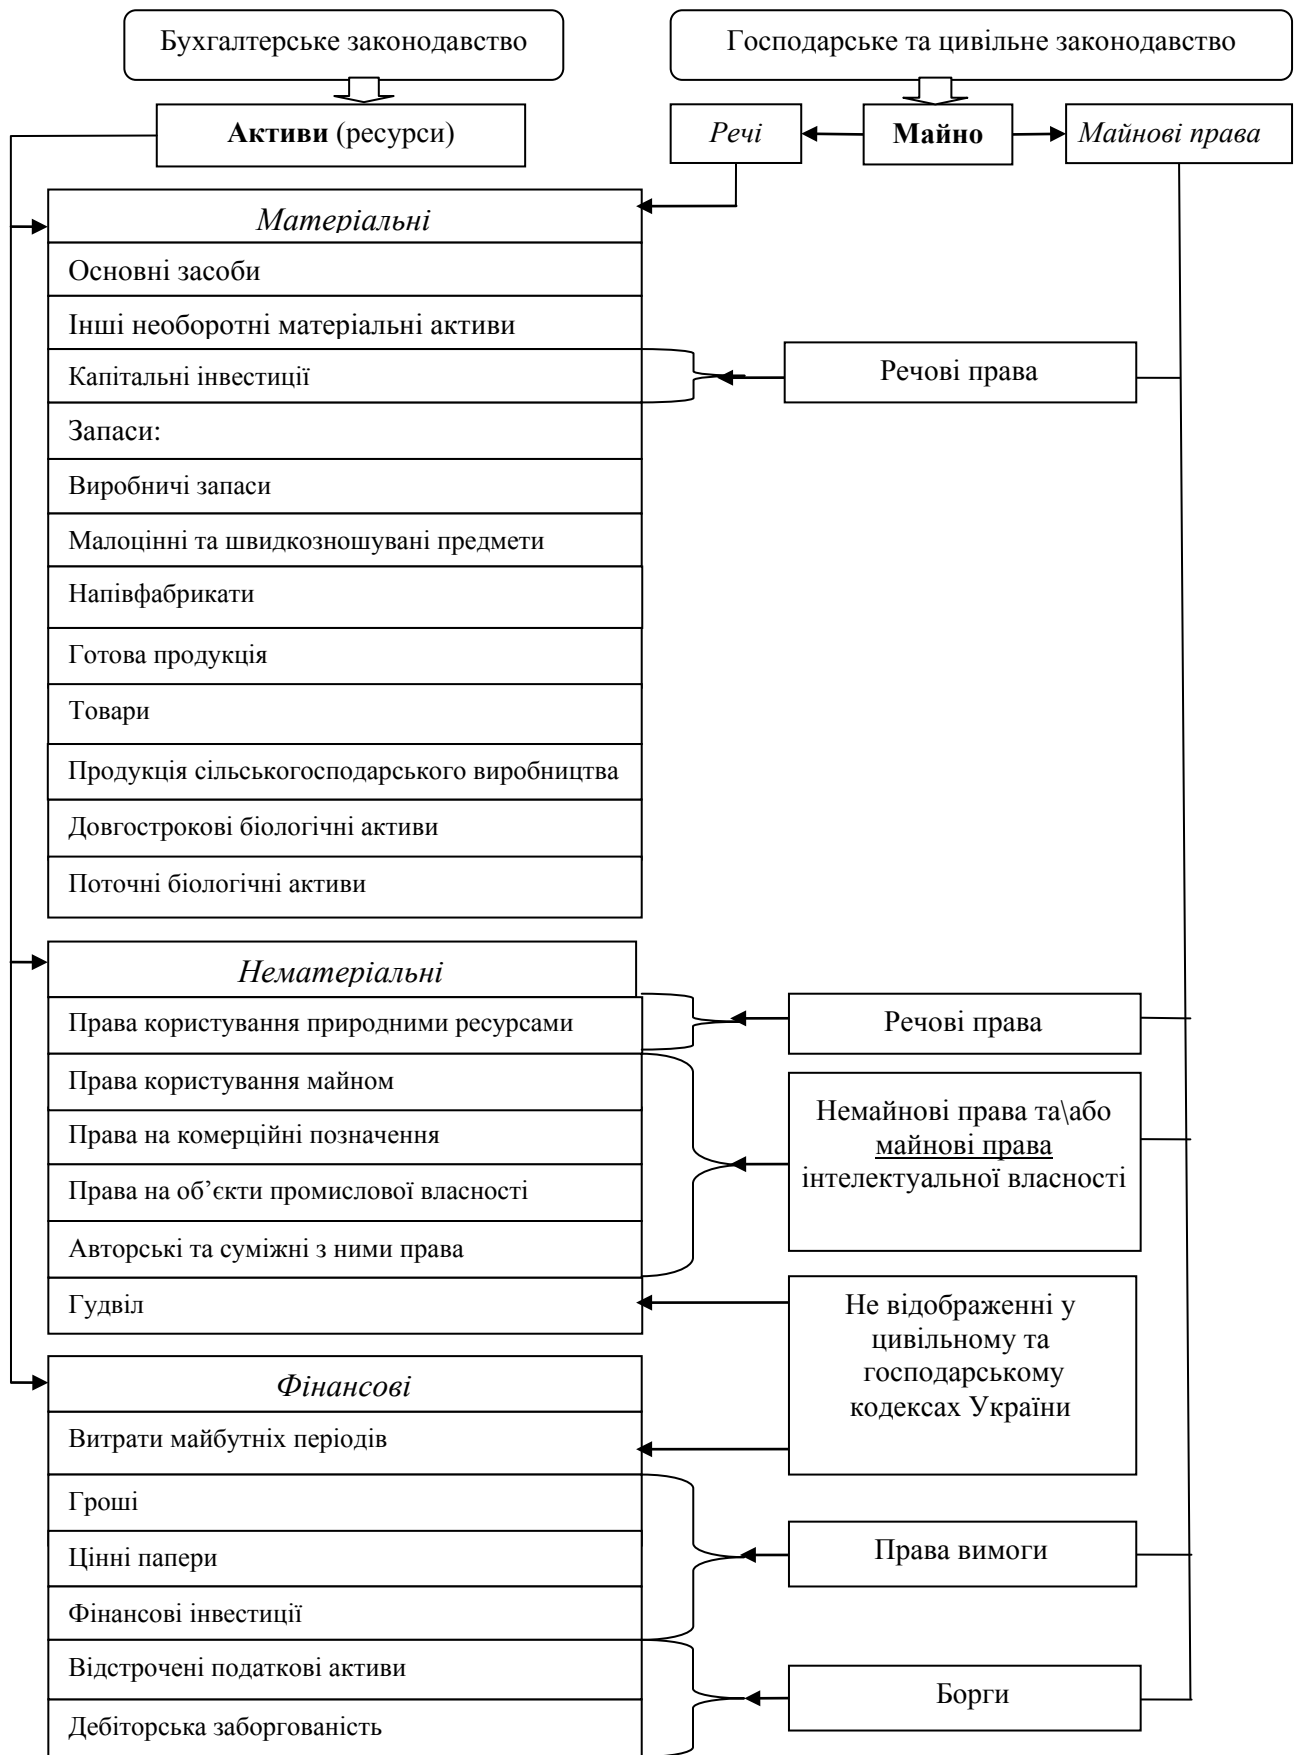 Бухгалтерське законодавство
Господарське та цивільне законодавство
Активи (ресурси)
Речі
Майно
Майнові права
Матеріальні
Основні засоби
Інші необоротні матеріальні активи
Капітальні інвестиції
Речові права
Запаси:
Виробничі запаси
Малоцінні та швидкозношувані предмети
Напівфабрикати
Готова продукція
Товари
Продукція сільськогосподарського виробництва
Довгострокові біологічні активи
Поточні біологічні активи
Нематеріальні
Права користування природними ресурсами
Речові права
Права користування майном
Права на комерційні позначення
Права на об’єкти промислової власності
Авторські та суміжні з ними права
Немайнові права та\або
майнові права
інтелектуальної власності
Гудвіл
Не відображенні у
цивільному та
господарському
кодексах України
Фінансові
Витрати майбутніх періодів
Гроші
Цінні папери
Фінансові інвестиції
Права вимоги
Відстрочені податкові активи
Дебіторська заборгованість
Борги